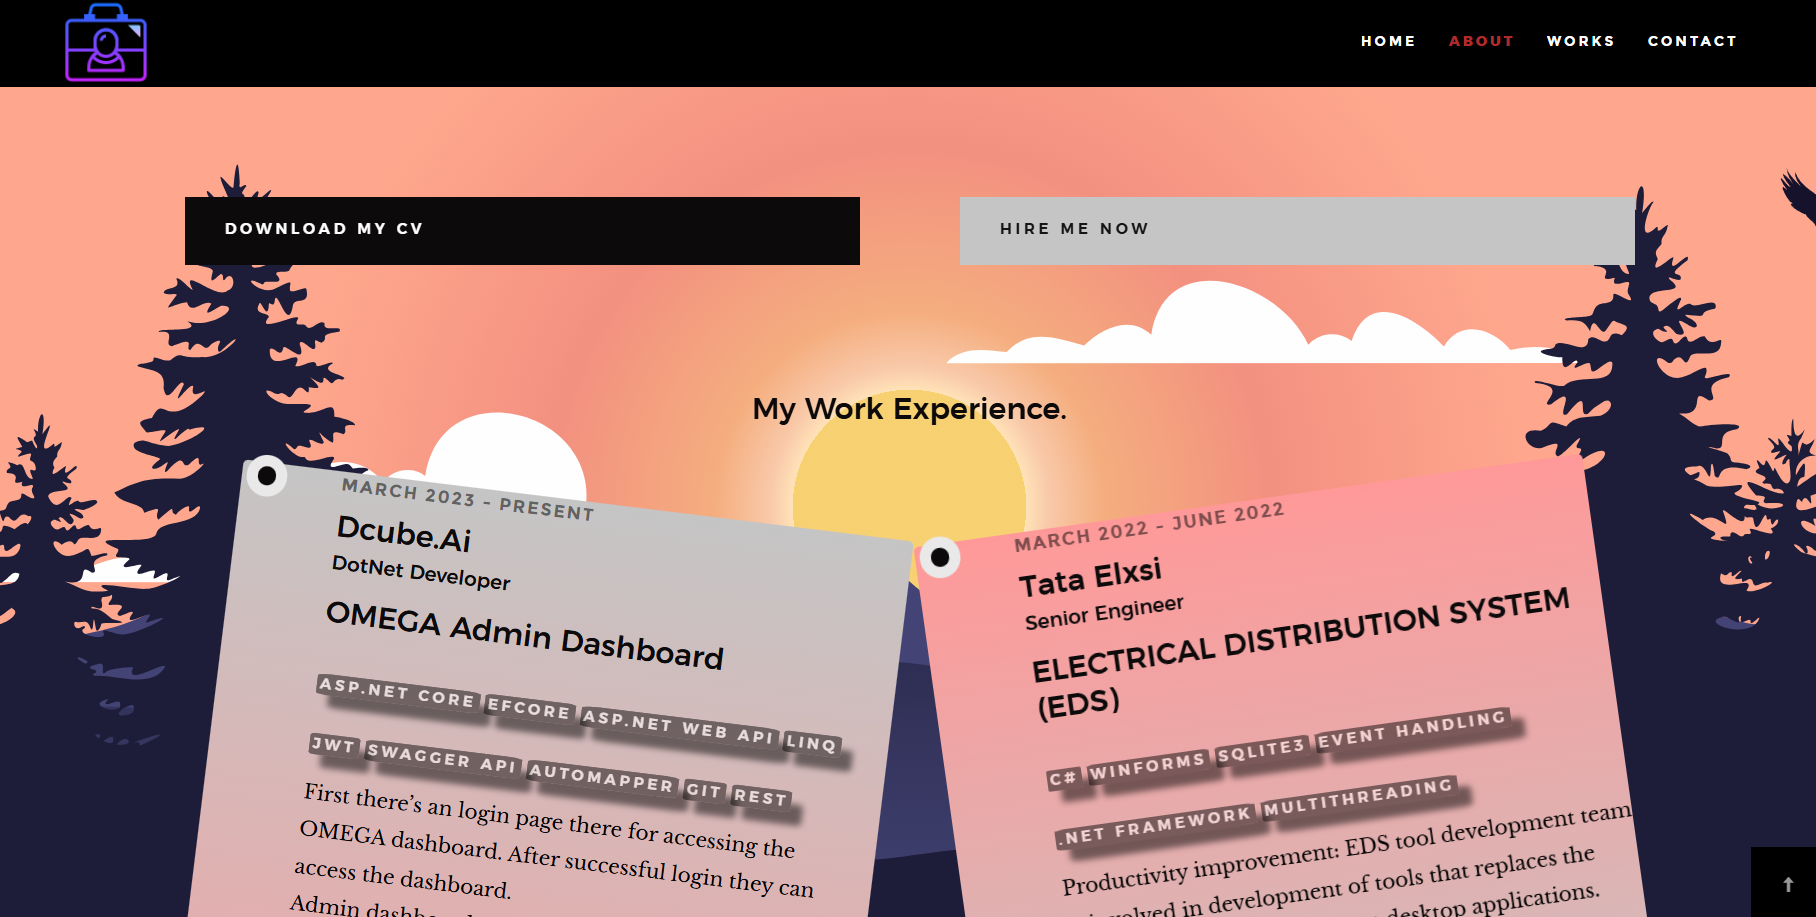 HOME ABOUT WORKS CONTACT
DOWNLOAD MY CV
HIRE ME NOW
My Work Experience.
MARCH 2023 - PRESENT
Dcube.Ai
DotNet Developer
OMEGA Admin Dashboard
ASP.NET CORE EFCORE ASP.NET WEB API LINQ
JWT SWAGGER API AUTOMAPPER GIT REST
First there’s an login page there for accessing the
OMEGA dashboard. After successful login they can
access the dashboard.
Admin
MARCH 2022 - JUNE 2022
Tata Elxsi
Senior Engineer
ELECTRICAL DISTRIBUTION SYSTEM
(EDS)
C# WINFORMS SQLITE3 EVENT HANDLING
.NET FRAMEWORK MULTITHREADING
Productivity improvement: EDS tool development team
in development of tools that replaces the
desktop applications.